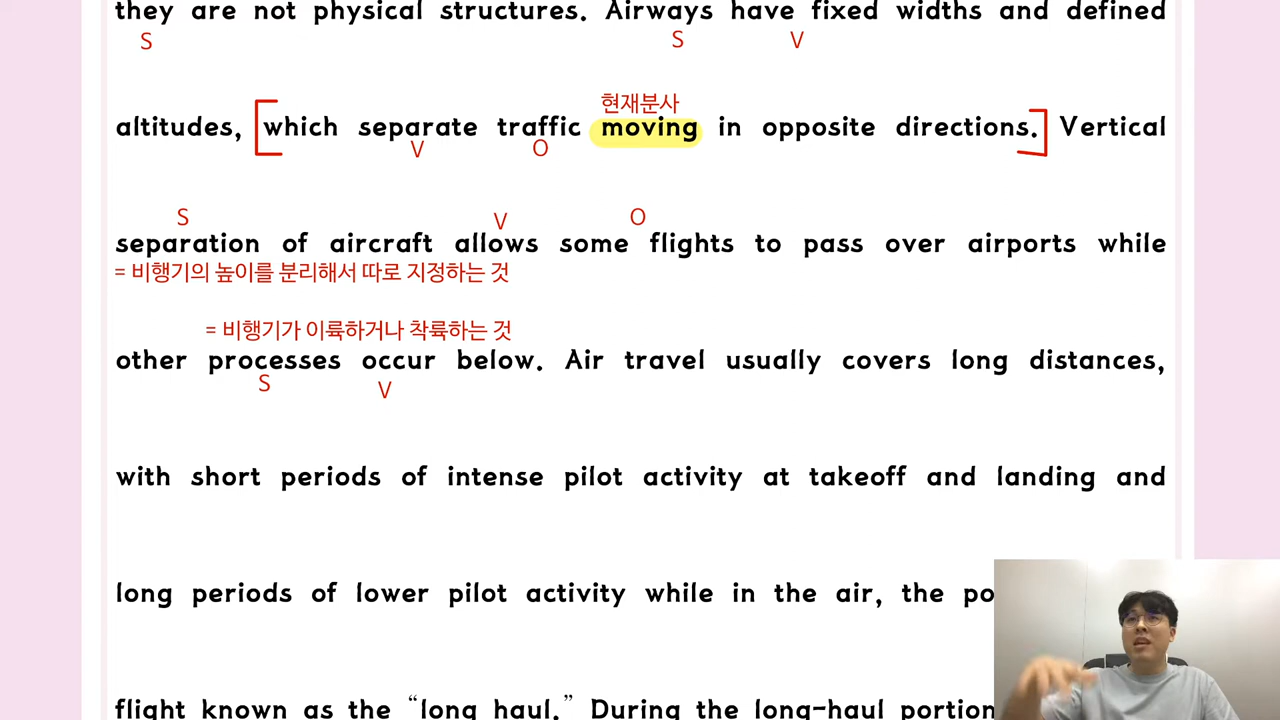 they are not physical structures. Airways have fixed widths and defined
S S V
현재분사
altitudes, [which separate traffic moving in opposite directions.] Vertical
V O
S V O
separation of aircraft allows some flights to pass over airports while
= 비행기의 높이를 분리해서 따로 지정하는 것
= 비행기가 이륙하거나 착륙하는 것
other processes occur below. Air travel usually covers long distances,
S V
with short periods of intense pilot activity at takeoff and landing and
long periods of lower pilot activity while in the air, the
flight known as the “long haul.” During the long-haul portion